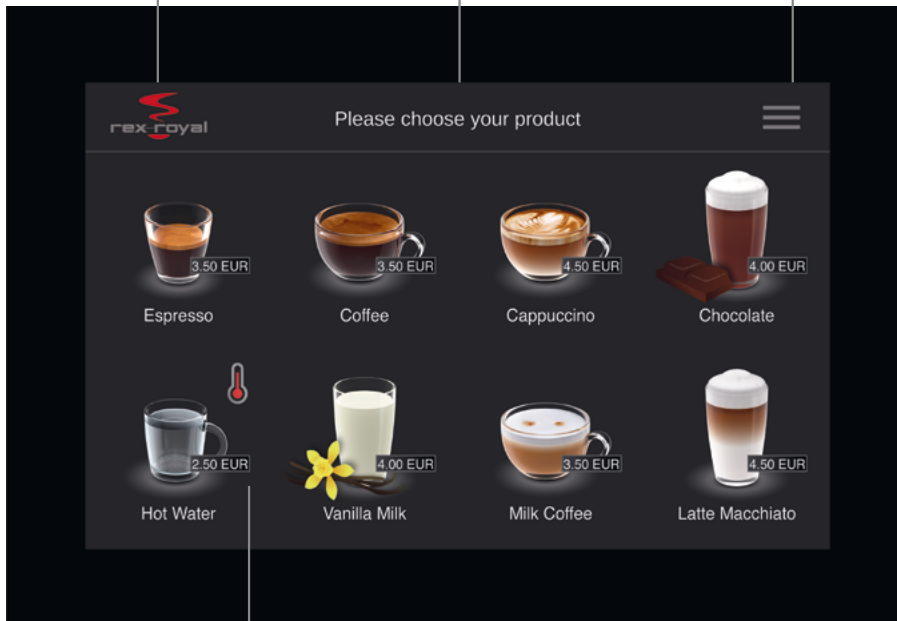 rex-royal
Please choose your product
3.50 EUR
3.50 EUR
4.50 EUR
4.00 EUR
Espresso
Coffee
Cappuccino
Chocolate
2.50 EUR
4.00 EUR
3.50 EUR
4.50 EUR
Hot Water
Vanilla Milk
Milk Coffee
Latte Macchiato